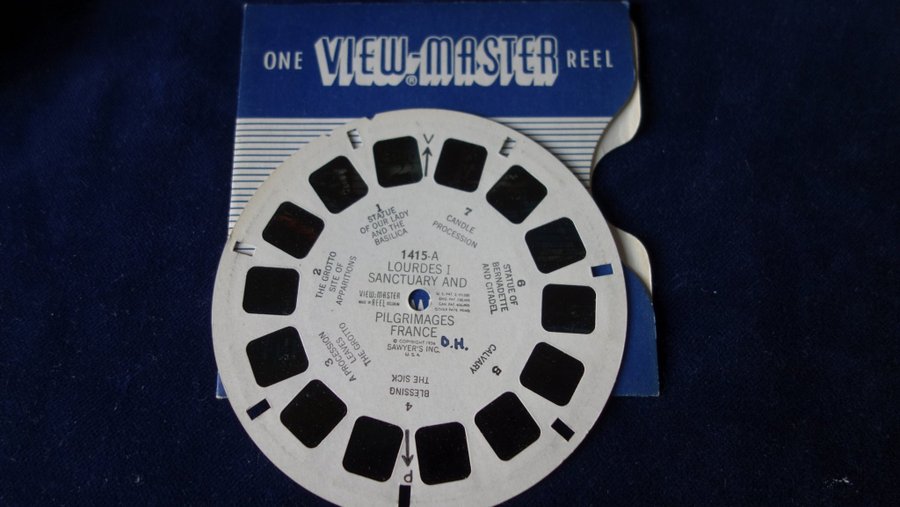 ONE VIEW-MASTER® REEL
V
1
STATUE
OF OUR LADY
AND THE
BASILICA
7
CANDLE
PROCESSION
1415-A
LOURDES I
SANCTUARY AND
2
THE GROTTO
SITE OF
APPARITIONS
6
STATUE OF
BERNADETTE
AND CITADEL
VIEW-MASTER
REEL
PILGRIMAGES
FRANCE
© COPYRIGHT
SAWYER'S INC.
U.S.A.
O.H.
3
A PROCESSION
LEAVES
THE GROTTO
CALVARY
4
BLESSING
THE SICK
P